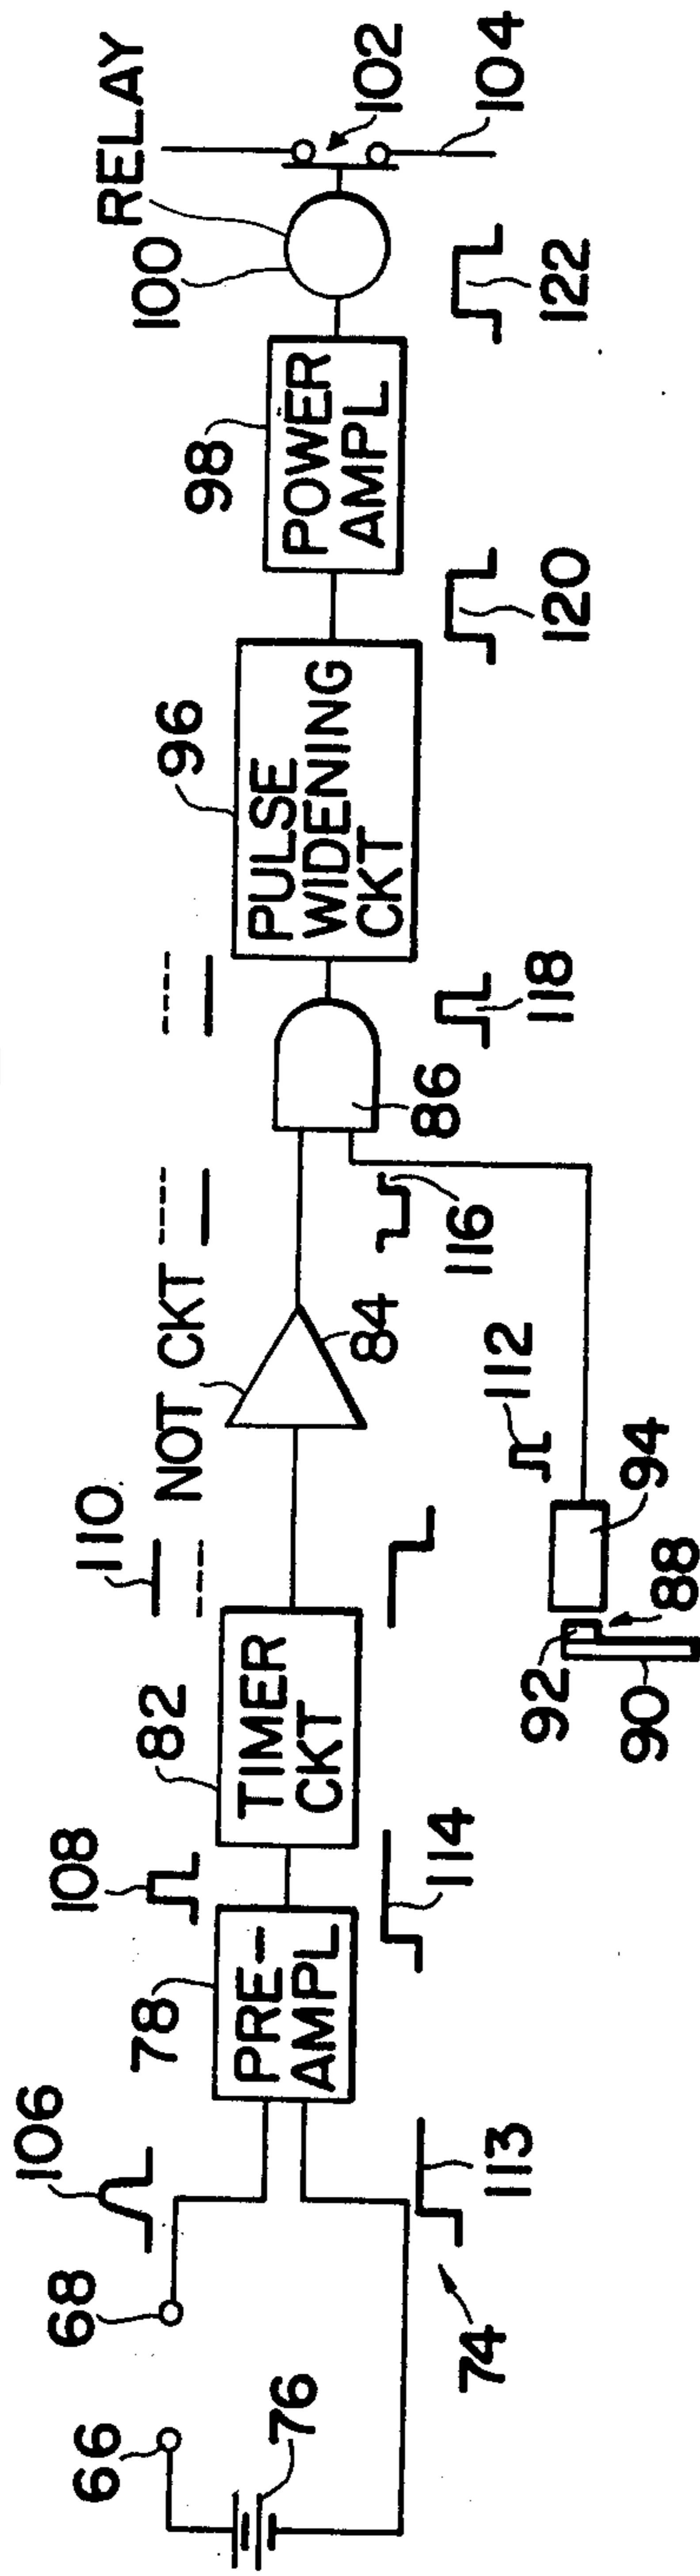 106
108
110
NOT CKT
96
98
100
RELAY
66
68
78
82
PRE-
AMPL
TIMER
CKT
PULSE
WIDENING
CKT
POWER
AMPL
102
104
76
74
113
114
84
116
86
118
120
122
112
92
94
88
90